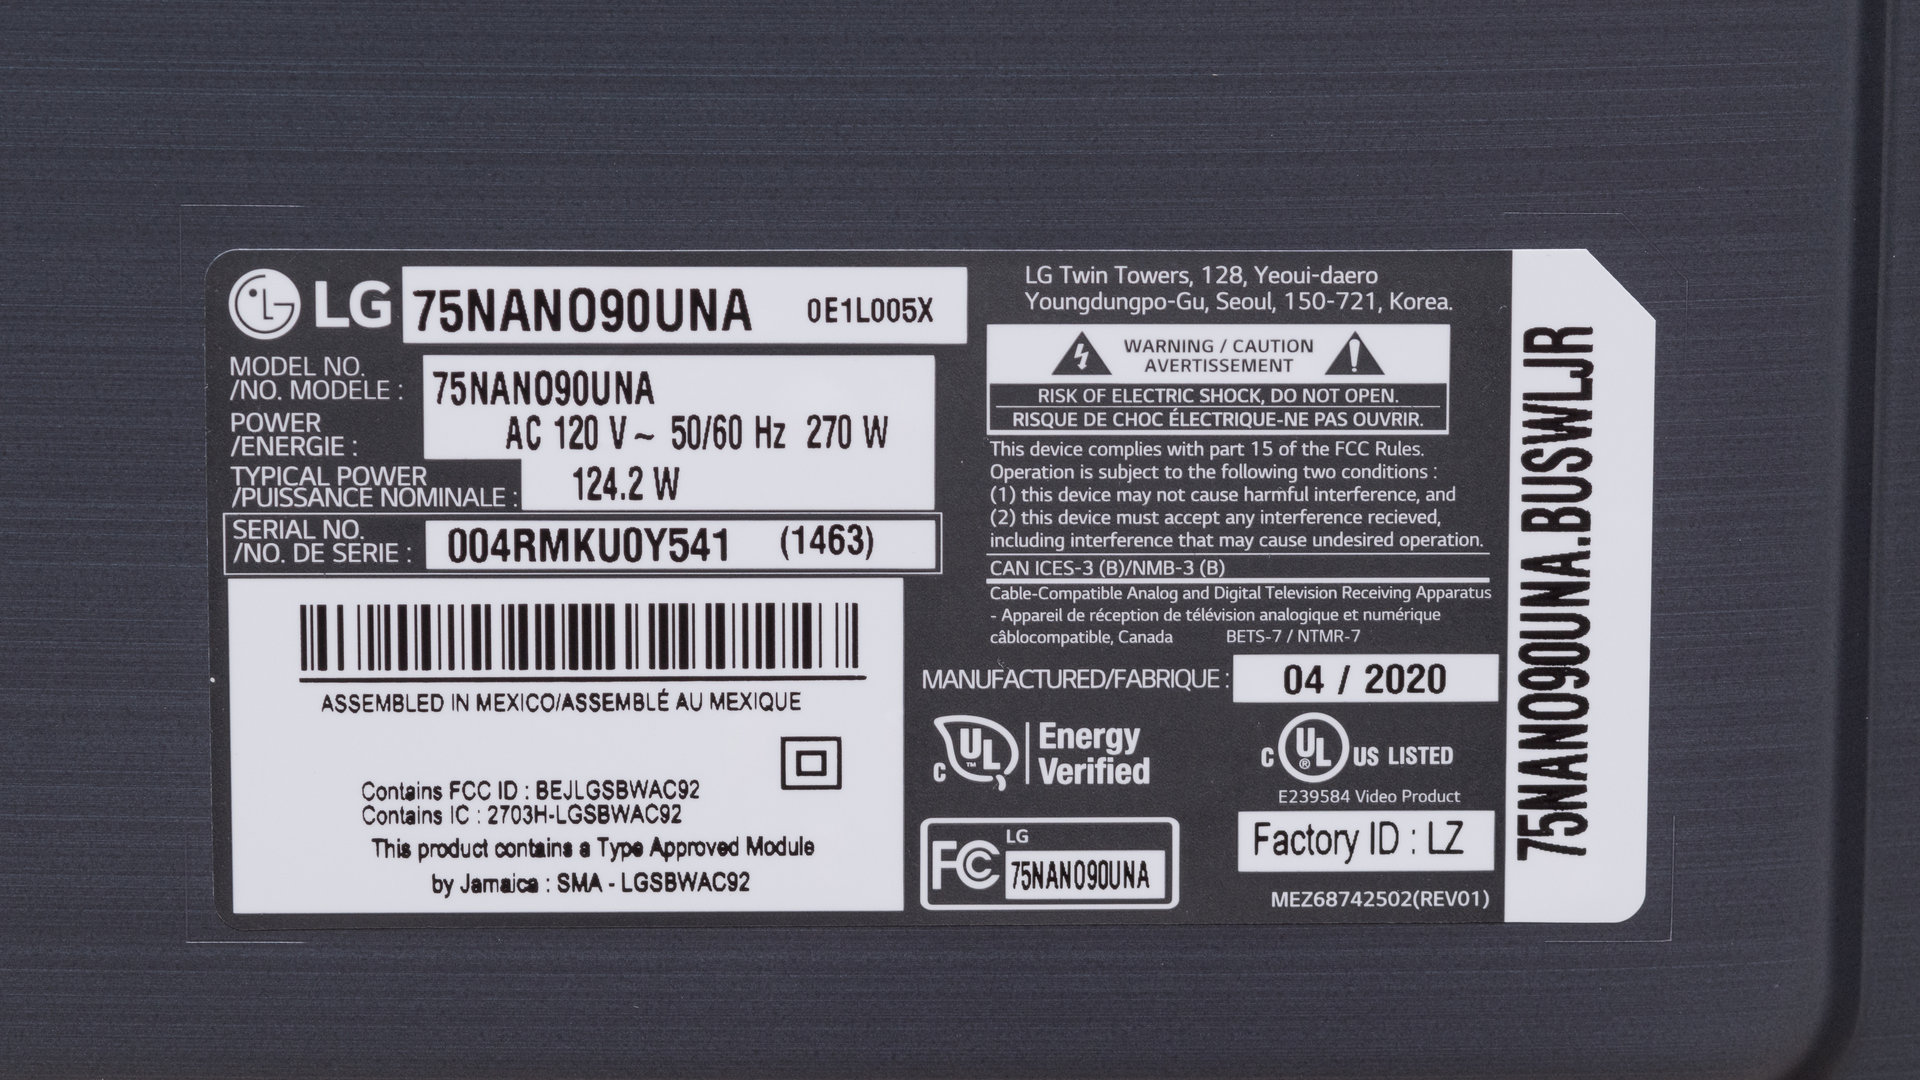 LG 75NANO90UNA 0E1L005X
MODEL NO.
/NO. MODELE : 75NANO90UNA
POWER
/ENERGIE : AC 120 V ~ 50/60 Hz 270 W
TYPICAL POWER
/PUISSANCE NOMINALE : 124.2 W
SERIAL NO.
/NO. DE SERIE : 004RMKU0Y541 (1463)
ASSEMBLED IN MEXICO/ASSEMBLÉ AU MEXIQUE
Contains FCC ID : BEJLGSBWAC92
Contains IC : 2703H-LGSBWAC92
This product contains a Type Approved Module
by Jamaica : SMA - LGSBWAC92
LG Twin Towers, 128, Yeoui-daero
Youngdungpo-Gu, Seoul, 150-721, Korea.
WARNING / CAUTION
AVERTISSEMENT
RISK OF ELECTRIC SHOCK, DO NOT OPEN.
RISQUE DE CHOC ÉLECTRIQUE-NE PAS OUVRIR.
This device complies with part 15 of the FCC Rules.
Operation is subject to the following two conditions :
(1) this device may not cause harmful interference, and
(2) this device must accept any interference recieved,
including interference that may cause undesired operation.
CAN ICES-3 (B)/NMB-3 (B)
Cable-Compatible Analog and Digital Television Receiving Apparatus
- Appareil de réception de télévision analogique et numérique
câblocompatible, Canada BETS-7 / NTMR-7
MANUFACTURED/FABRIQUE : 04 / 2020
c UL ™ Energy
Verified
c UL ® US LISTED
E239584 Video Product
FC LG
75NANO90UNA
Factory ID : LZ
MEZ68742502(REV01)
75NANO90UNA.BUSWLJR